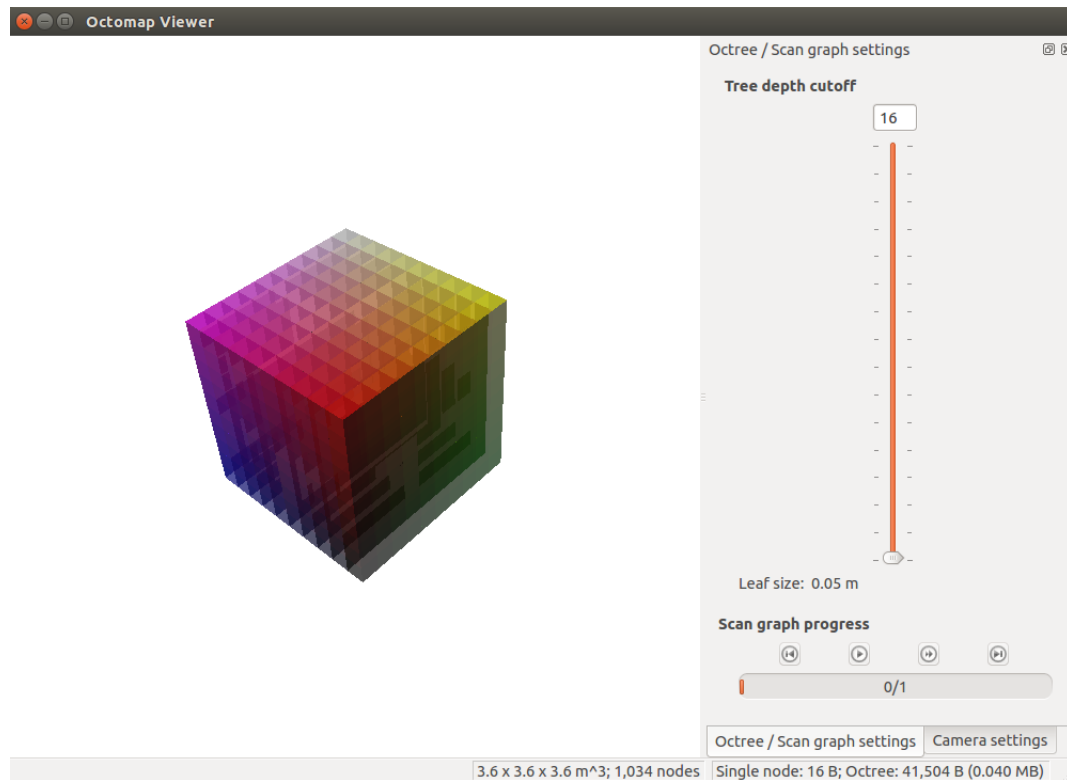 Octomap Viewer
Octree / Scan graph settings
Tree depth cutoff
16
Leaf size: 0.05 m
Scan graph progress
0/1
Octree / Scan graph settings Camera settings
3.6 x 3.6 x 3.6 m^3; 1,034 nodes Single node: 16 B; Octree: 41,504 B (0.040 MB)